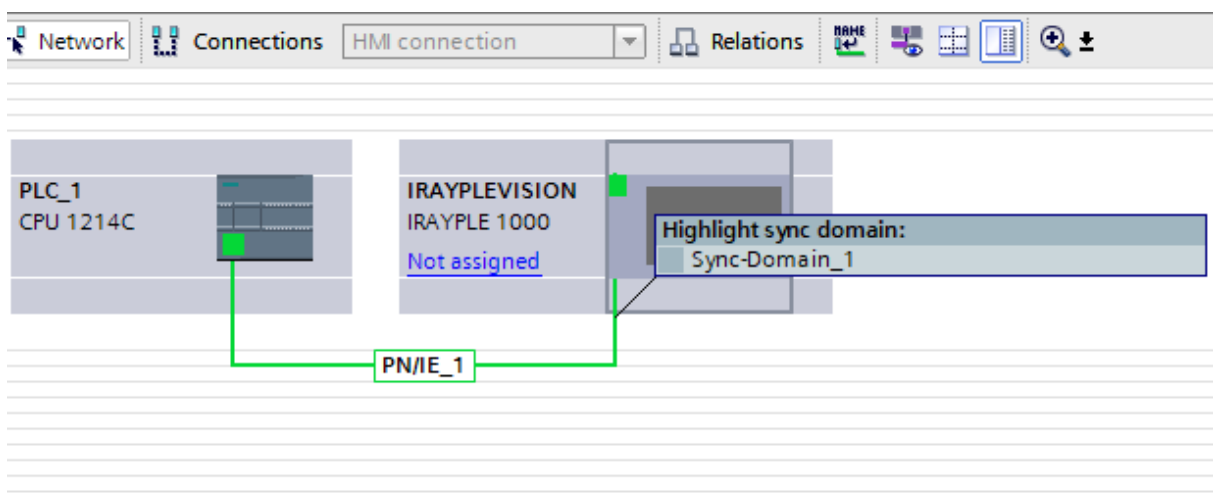 Network Connections HMI connection Relations NAME
PLC_1
CPU 1214C
IRAYPLEVISION
IRAYPLE 1000
Not assigned
Highlight sync domain:
Sync-Domain_1
PN/IE_1